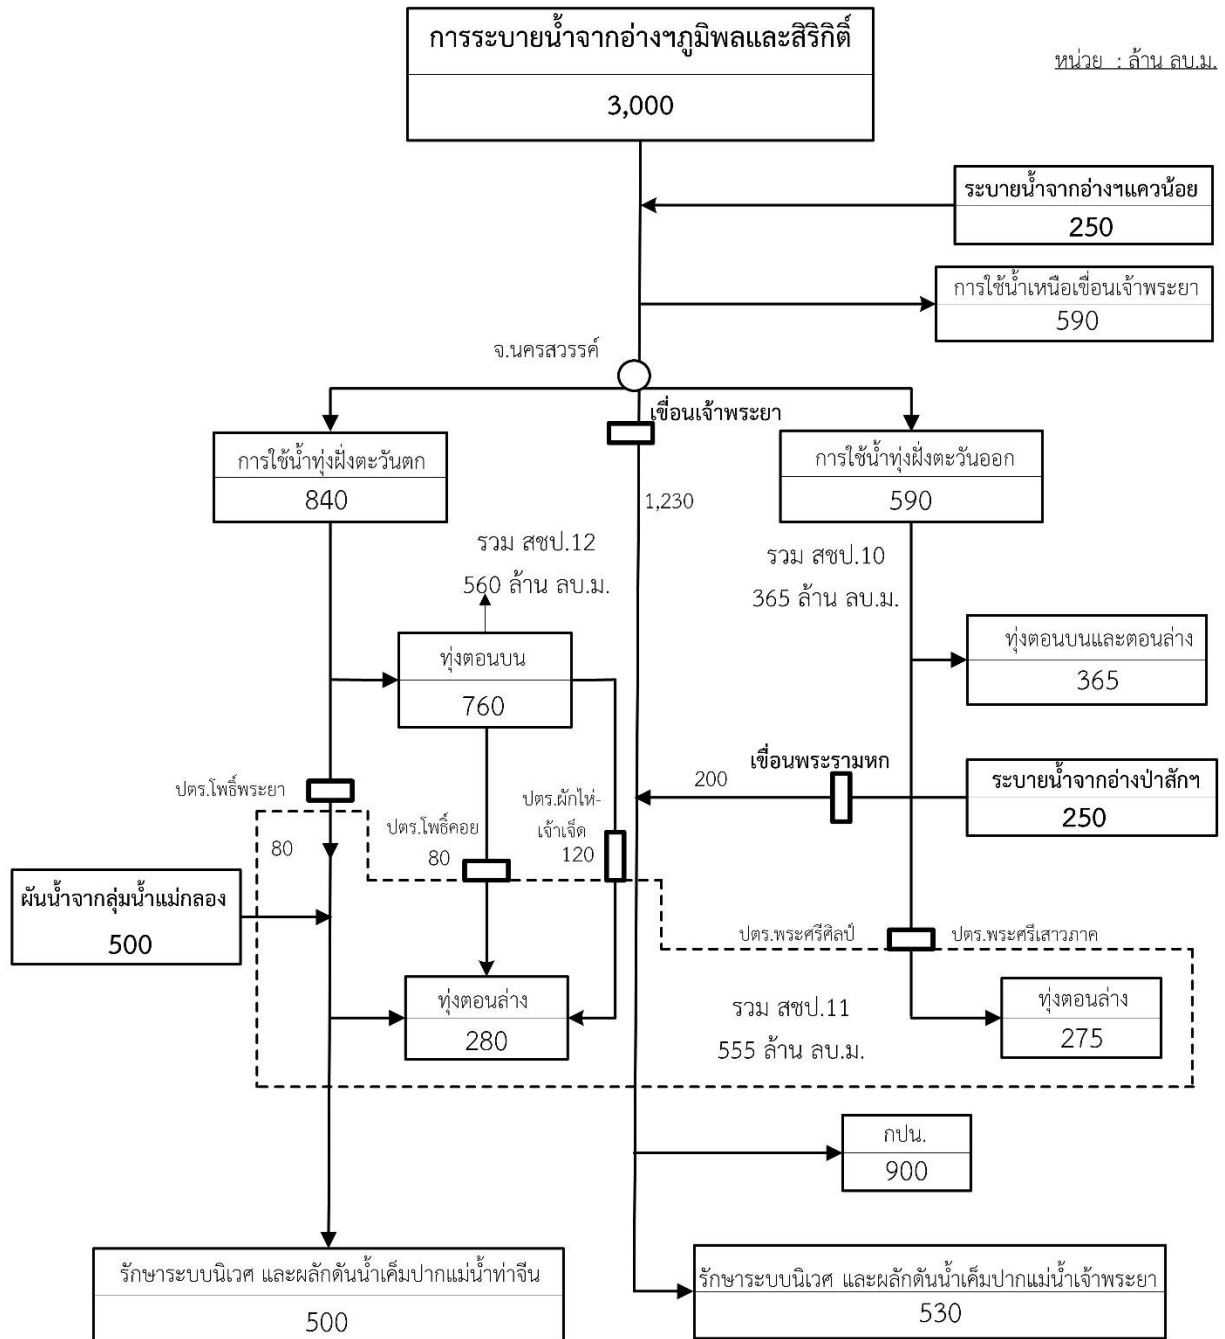 การระบายน้ำจากอ่างฯภูมิพลและสิริกิติ์
3,000
หน่วย : ล้าน ลบ.ม.
ระบายน้ำจากอ่างฯแควน้อย
250
การใช้น้ำเหนือเขื่อนเจ้าพระยา
590
จ.นครสวรรค์
เขื่อนเจ้าพระยา
การใช้น้ำทุ่งฝั่งตะวันตก
840
1,230
การใช้น้ำทุ่งฝั่งตะวันออก
590
รวม สชป.12
560 ล้าน ลบ.ม.
รวม สชป.10
365 ล้าน ลบ.ม.
ทุ่งตอนบน
760
ทุ่งตอนบนและตอนล่าง
365
ปตร.โพธิ์พระยา
80
ปตร.โพธิ์คอย
80
ปตร.ผักไห่-
เจ้าเจ็ด
120
200
เขื่อนพระรามหก
ระบายน้ำจากอ่างป่าสักฯ
250
ผันน้ำจากลุ่มน้ำแม่กลอง
500
ปตร.พระศรีศิลป์
ปตร.พระศรีเสาวภาค
ทุ่งตอนล่าง
280
รวม สชป.11
555 ล้าน ลบ.ม.
ทุ่งตอนล่าง
275
กปน.
900
รักษาระบบนิเวศ และผลักดันน้ำเค็มปากแม่น้ำท่าจีน
500
รักษาระบบนิเวศ และผลักดันน้ำเค็มปากแม่น้ำเจ้าพระยา
530